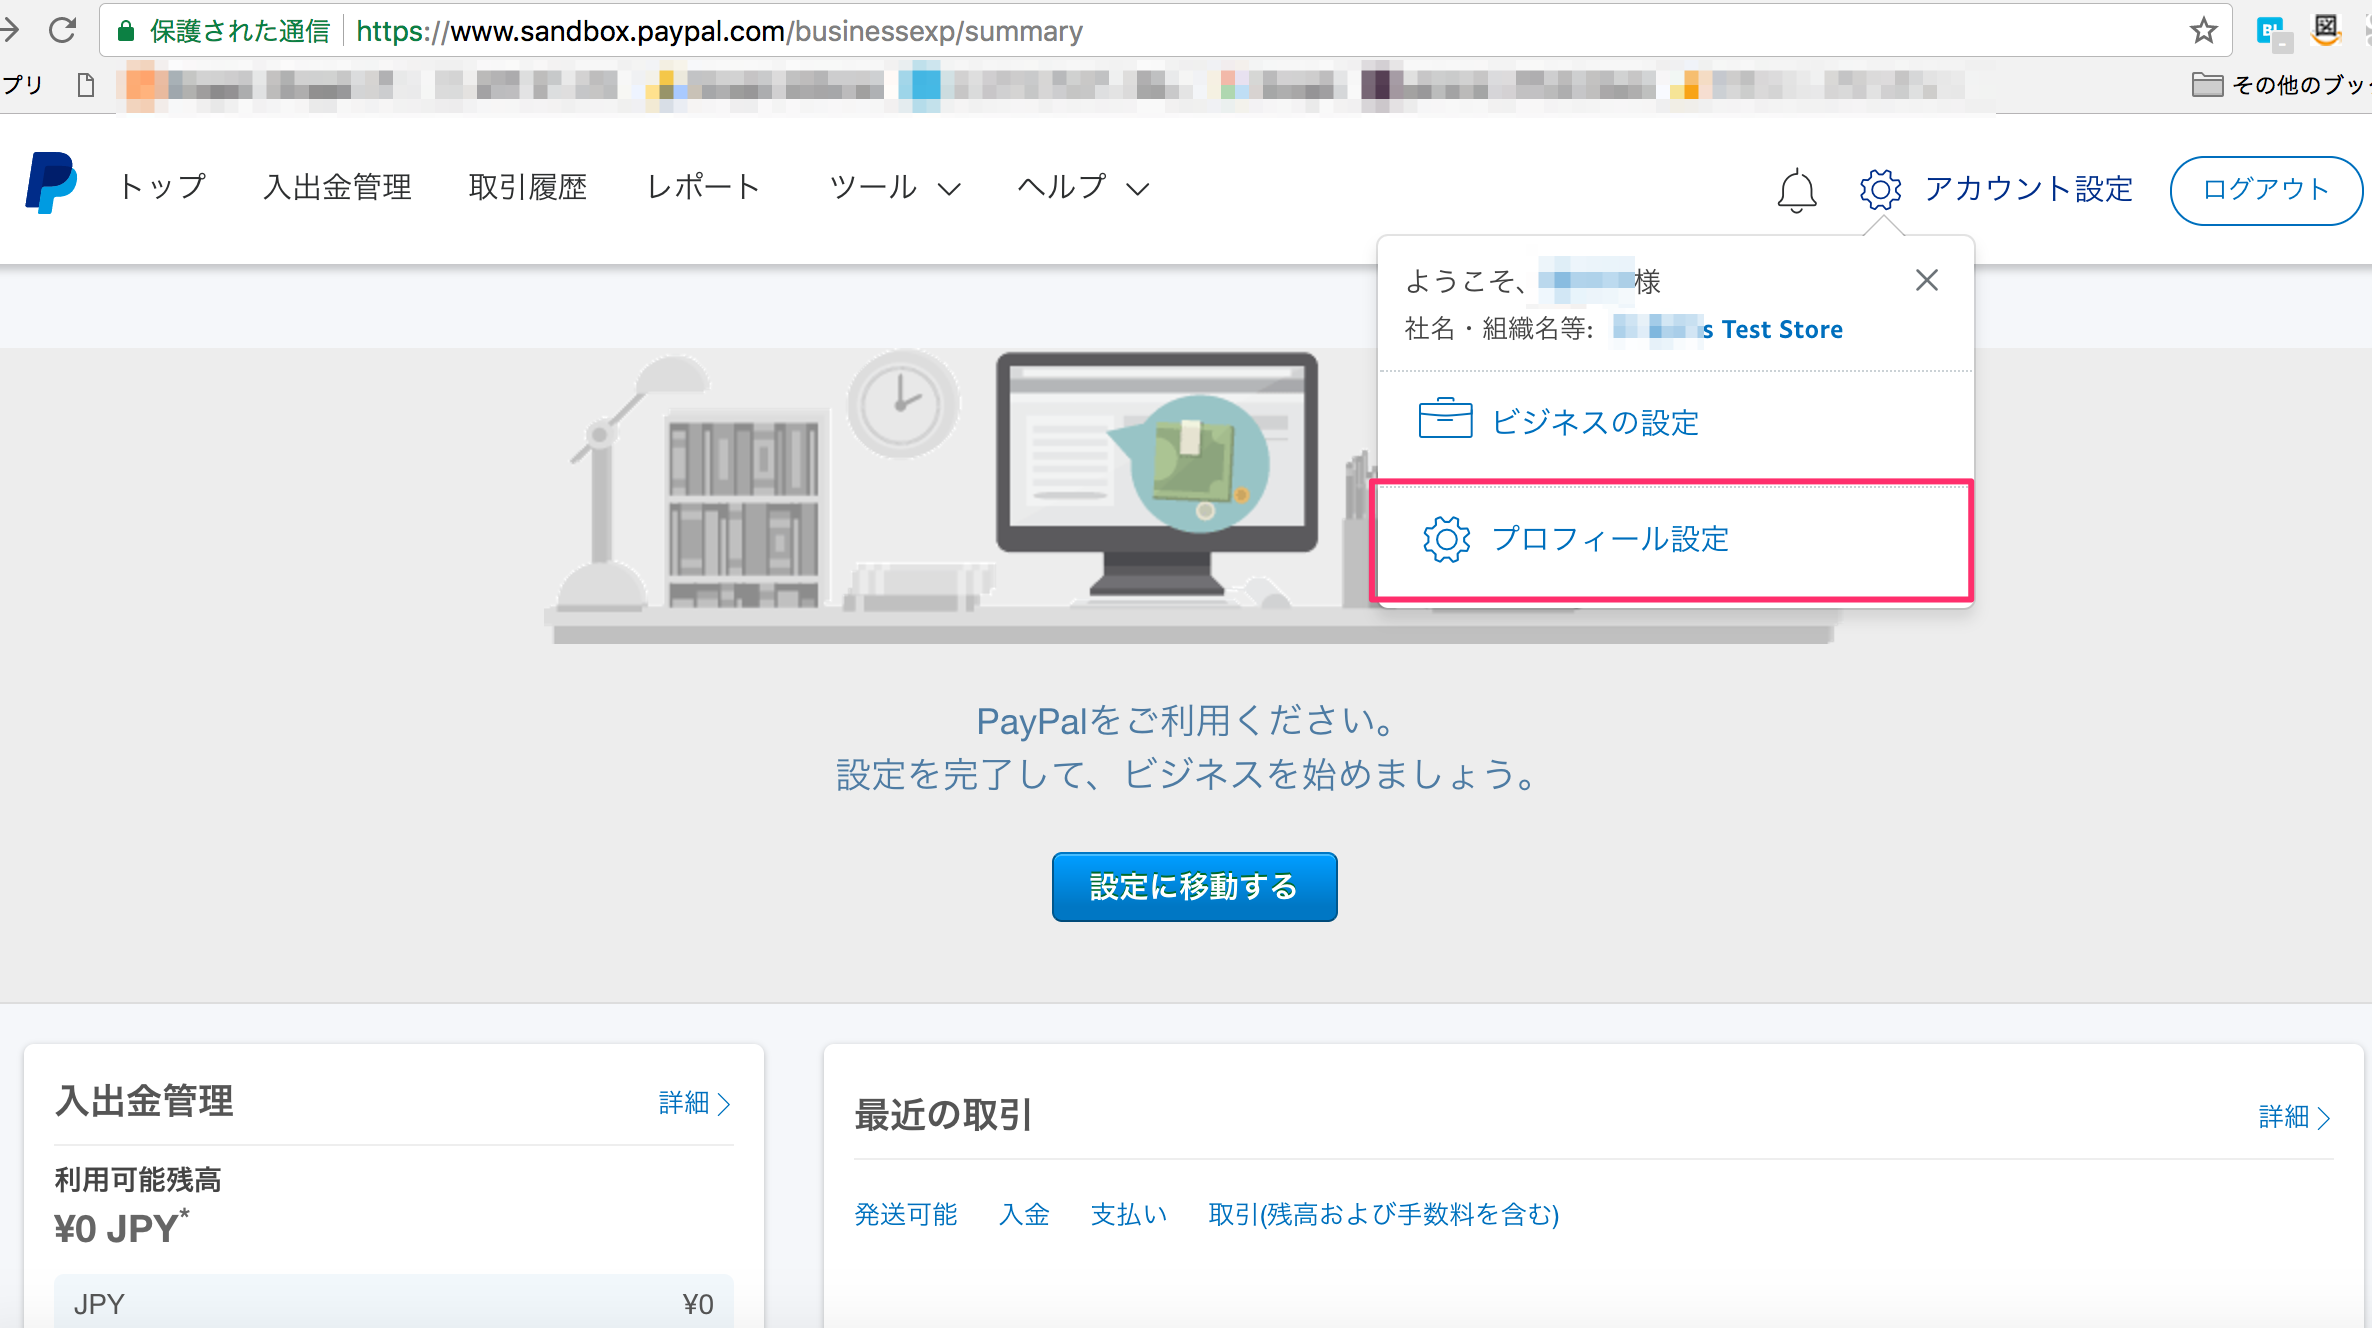 保護された通信 https://www.sandbox.paypal.com/businessexp/summary
プリ その他のブッ
トップ 入出金管理 取引履歴 レポート ツール ヘルプ アカウント設定 ログアウト
ようこそ、 様
社名・組織名等: s Test Store
ビジネスの設定
プロフィール設定
PayPalをご利用ください。
設定を完了して、ビジネスを始めましょう。
設定に移動する
入出金管理 詳細
利用可能残高
¥0 JPY*
JPY ¥0
最近の取引 詳細
発送可能 入金 支払い 取引(残高および手数料を含む)